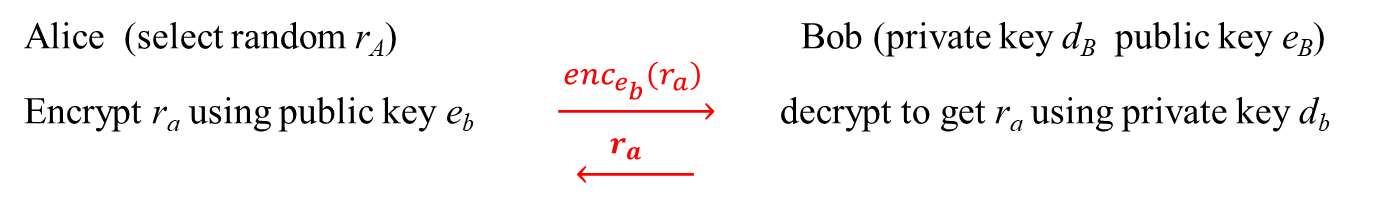 Alice (select random r_A) Bob (private key d_B public key e_B)
enc_{e_b}(r_a)
Encrypt r_a using public key e_b decrypt to get r_a using private key d_b
r_a